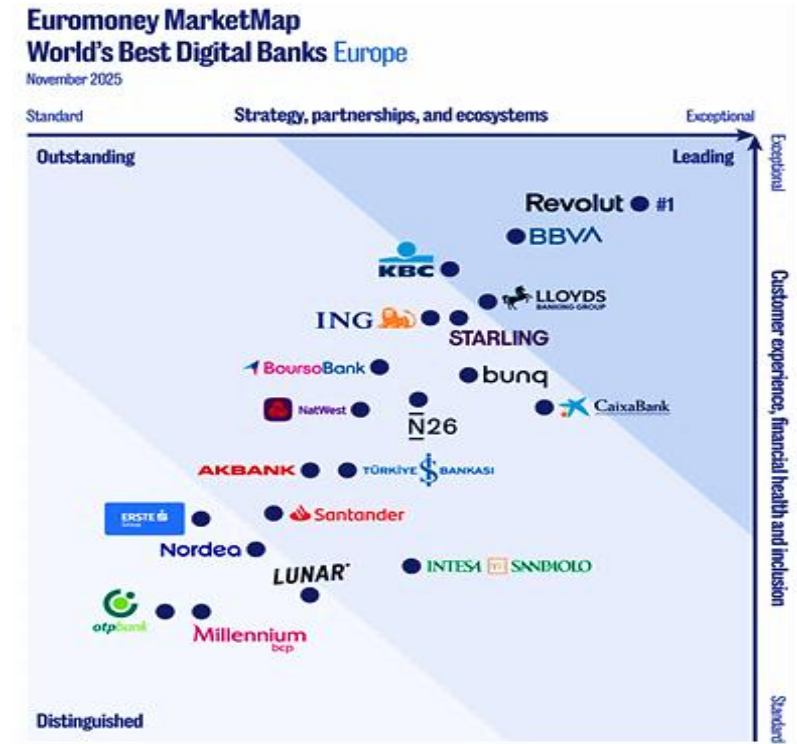 Euromoney MarketMap
World's Best Digital Banks Europe
November 2025
Standard
Strategy, partnerships, and ecosystems
Exceptional
Outstanding
Leading
Exceptional
Revolut #1
BBVA
KBC
LLOYDS
BANKING GROUP
ING
STARLING
Customer experience, financial health and inclusion
BoursoBank
bunq
NatWest
CaixaBank
N26
AKBANK
TÜRKİYE İŞ BANKASI
ERSTE
Group
Santander
Nordea
LUNAR
INTESA SANPAOLO
otpbank
Millennium
bcp
Distinguished
Standard